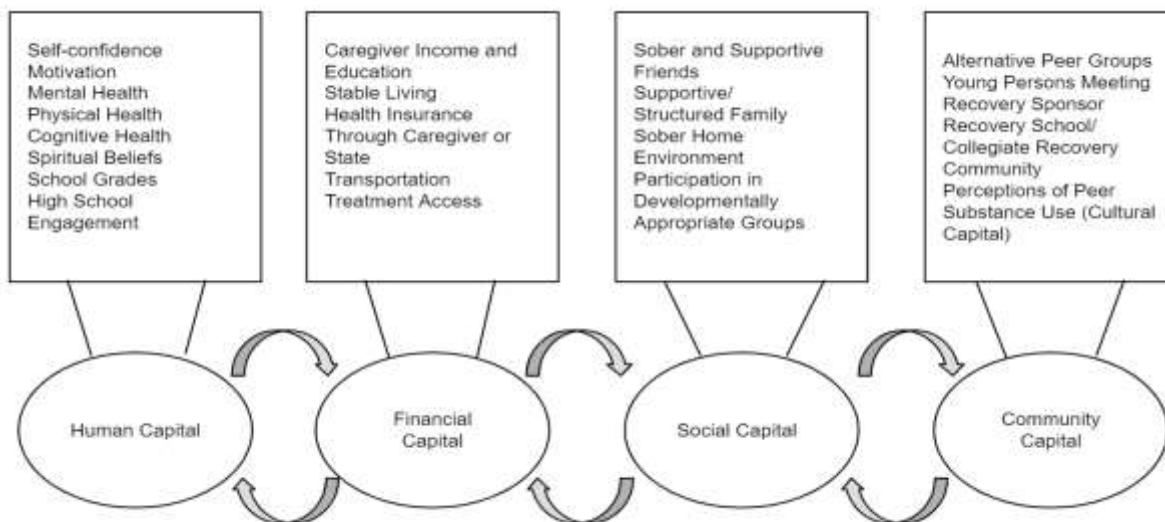 Self-confidence
Motivation
Mental Health
Physical Health
Cognitive Health
Spiritual Beliefs
School Grades
High School
Engagement
Caregiver Income and
Education
Stable Living
Health Insurance
Through Caregiver or
State
Transportation
Treatment Access
Sober and Supportive
Friends
Supportive/
Structured Family
Sober Home
Environment
Participation in
Developmentally
Appropriate Groups
Alternative Peer Groups
Young Persons Meeting
Recovery Sponsor
Recovery School/
Collegiate Recovery
Community
Perceptions of Peer
Substance Use (Cultural
Capital)
Human Capital
Financial
Capital
Social Capital
Community
Capital